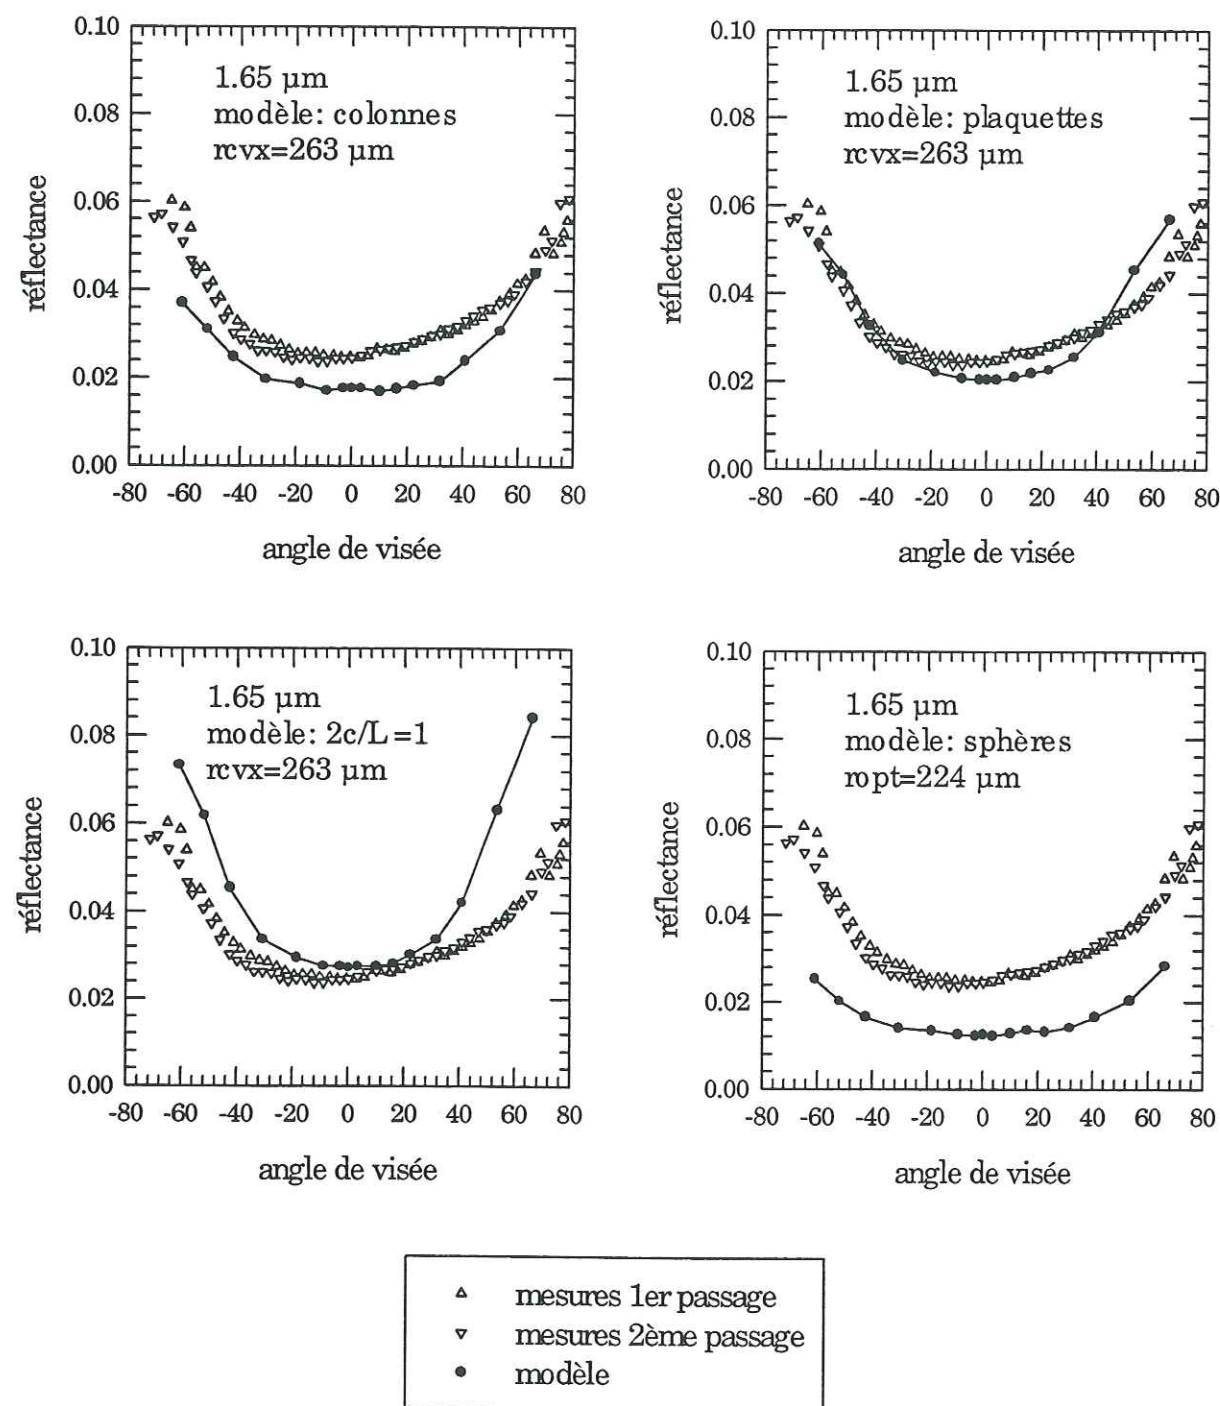 0.10
0.08
0.06
0.04
0.02
0.00
réflectance
1.65 µm
modèle: colonnes
rcvx=263 µm
-80 -60 -40 -20 0 20 40 60 80
angle de visée
0.10
0.08
0.06
0.04
0.02
0.00
réflectance
1.65 µm
modèle: plaquettes
rcvx=263 µm
-80 -60 -40 -20 0 20 40 60 80
angle de visée
0.10
0.08
0.06
0.04
0.02
0.00
réflectance
1.65 µm
modèle: 2c/L=1
rcvx=263 µm
-80 -60 -40 -20 0 20 40 60 80
angle de visée
0.10
0.08
0.06
0.04
0.02
0.00
réflectance
1.65 µm
modèle: sphères
ropt=224 µm
-80 -60 -40 -20 0 20 40 60 80
angle de visée
mesures 1er passage
mesures 2ème passage
modèle